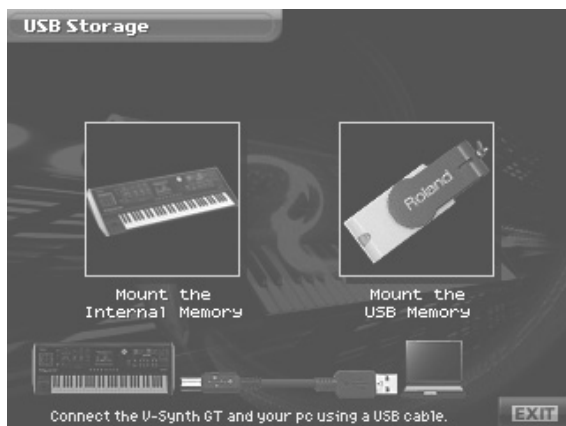 USB Storage
Roland
Mount the
Internal Memory
Mount the
USB Memory
Connect the V-Synth GT and your pc using a USB cable.
EXIT